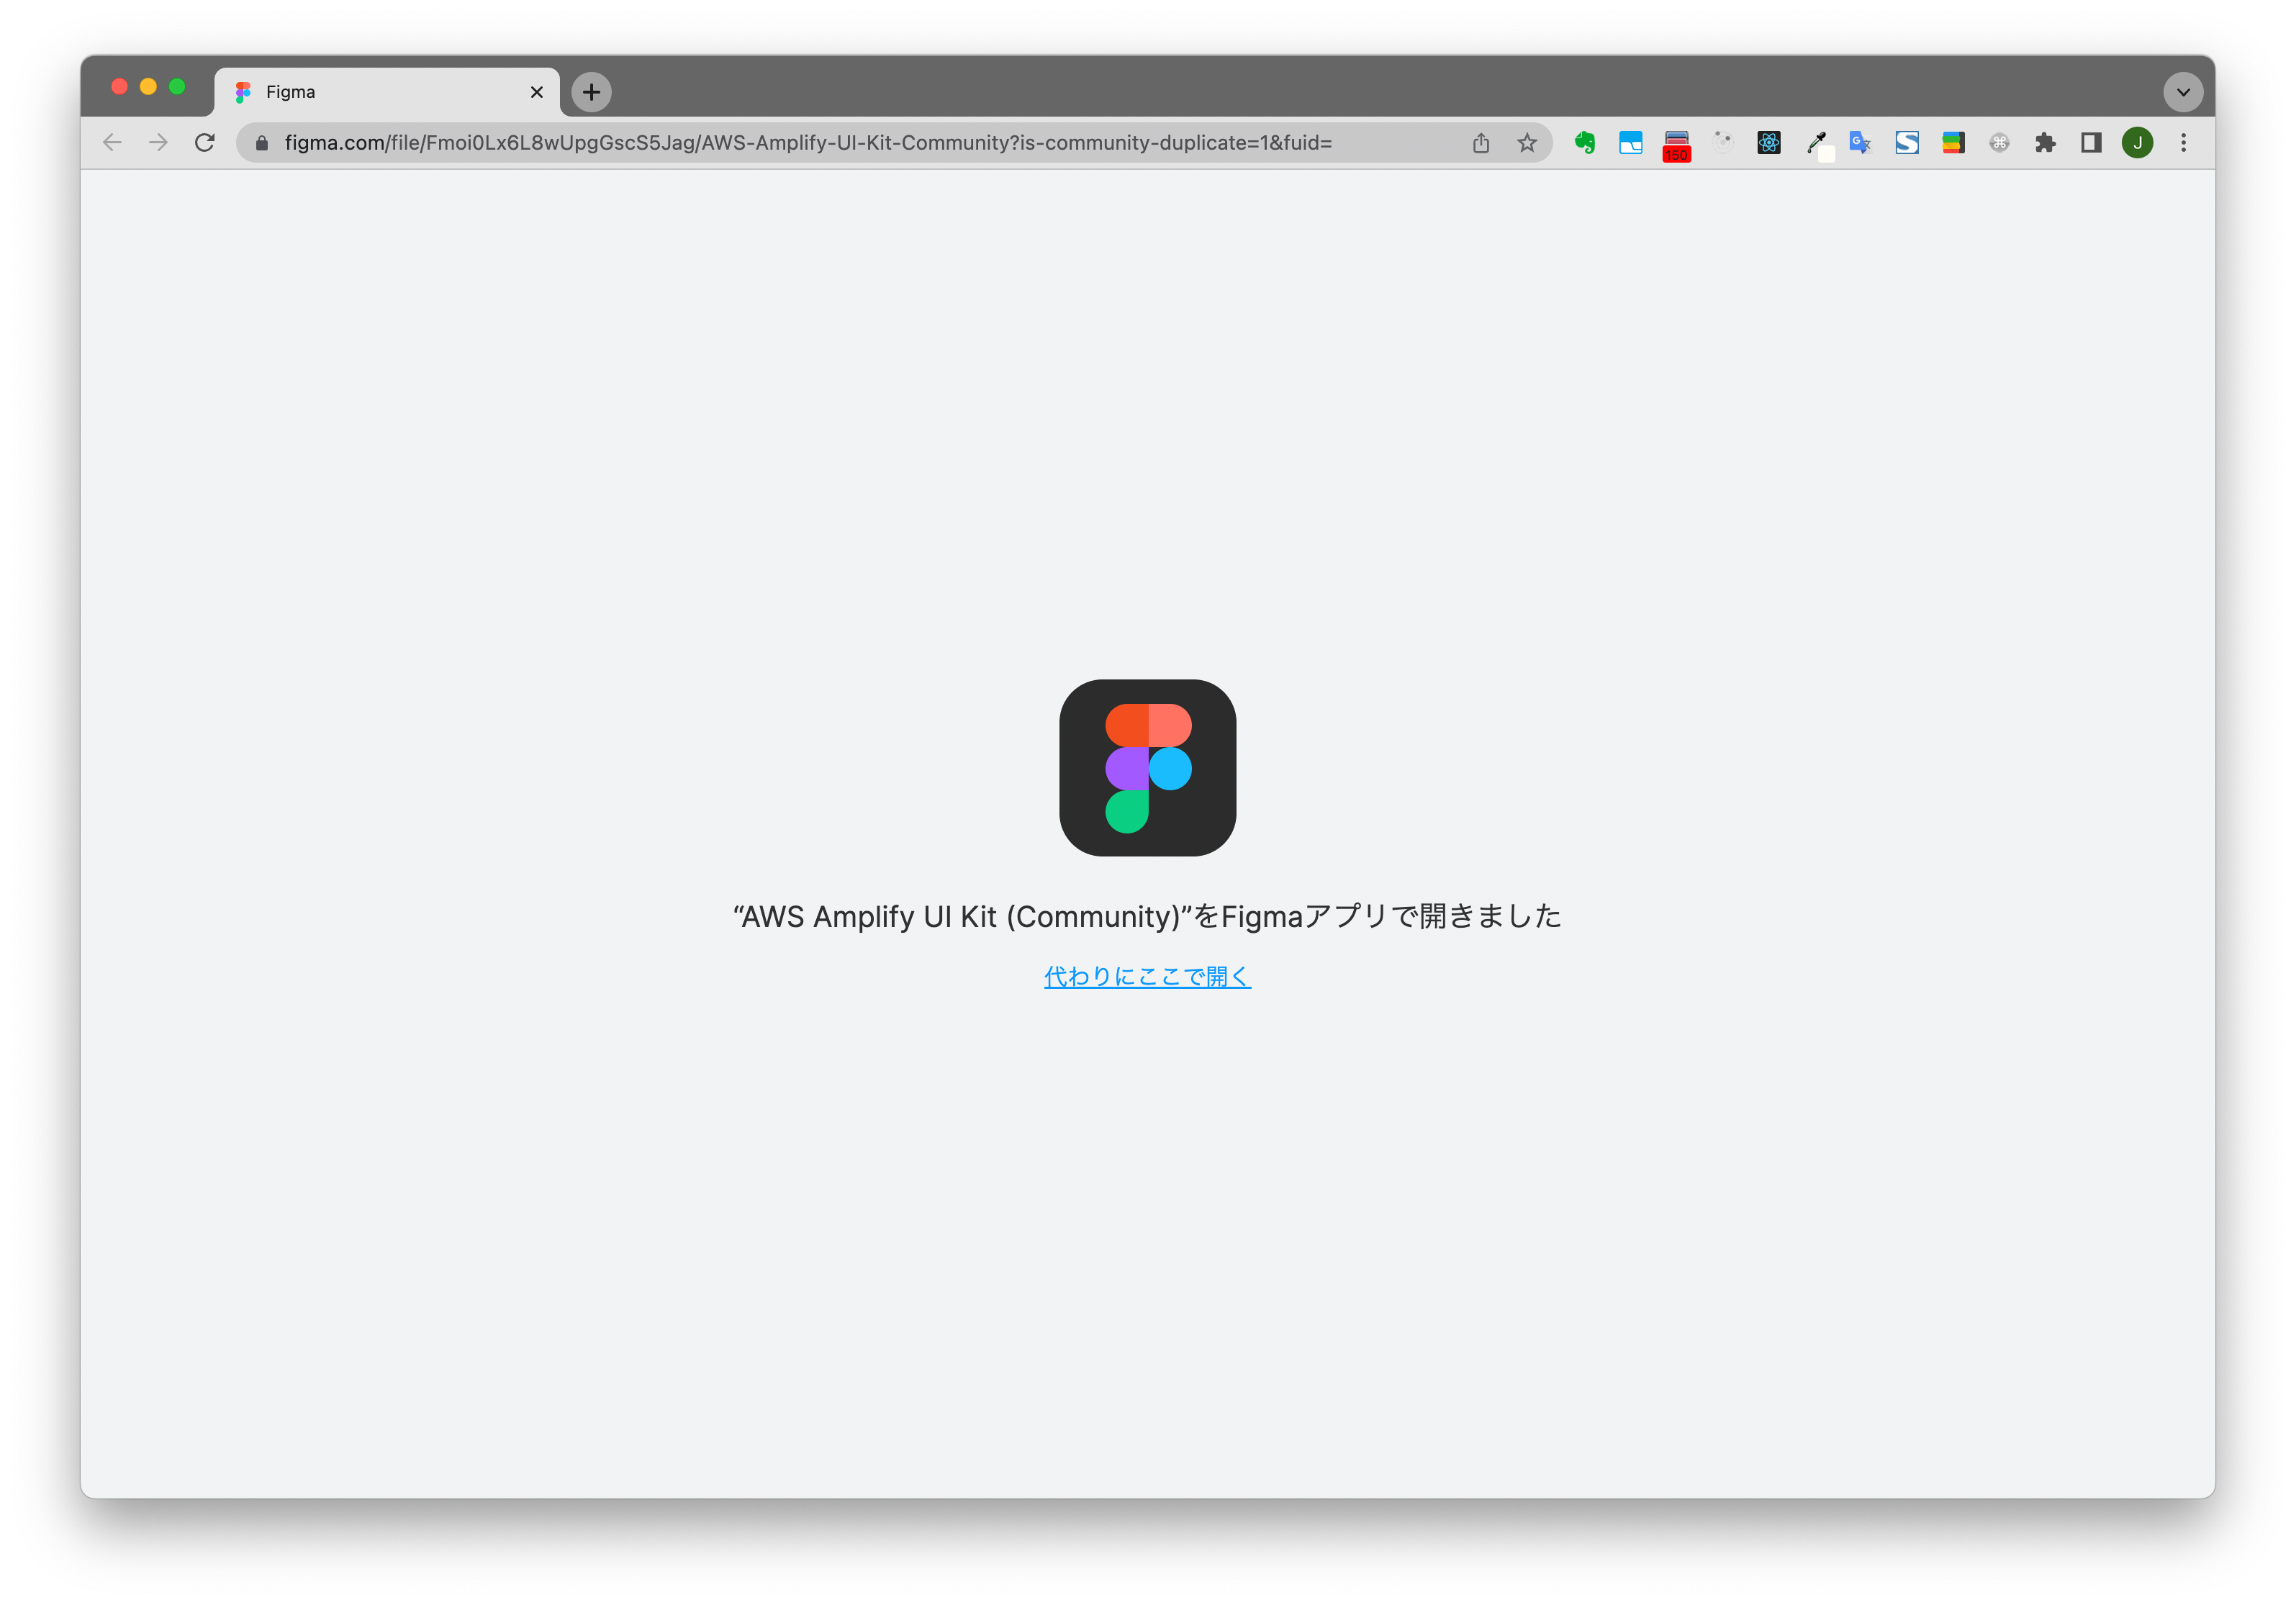 Figma
figma.com/file/Fmoi0Lx6L8wUpgGscS5Jag/AWS-Amplify-UI-Kit-Community?is-community-duplicate=1&fuid=
150
J
“AWS Amplify UI Kit (Community)”をFigmaアプリで開きました
代わりにここで開く